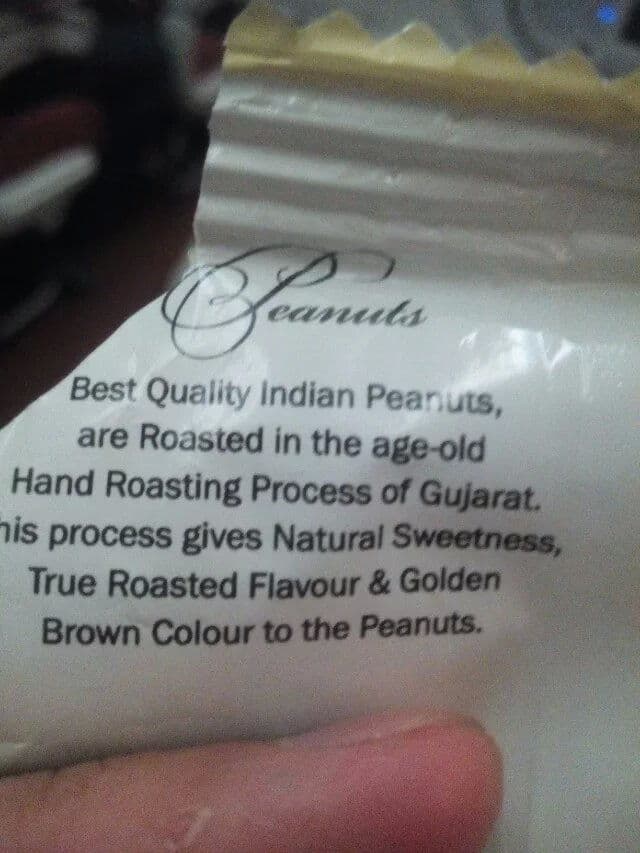 Peanuts
Best Quality Indian Peanuts,
are Roasted in the age-old
Hand Roasting Process of Gujarat.
his process gives Natural Sweetness,
True Roasted Flavour & Golden
Brown Colour to the Peanuts.